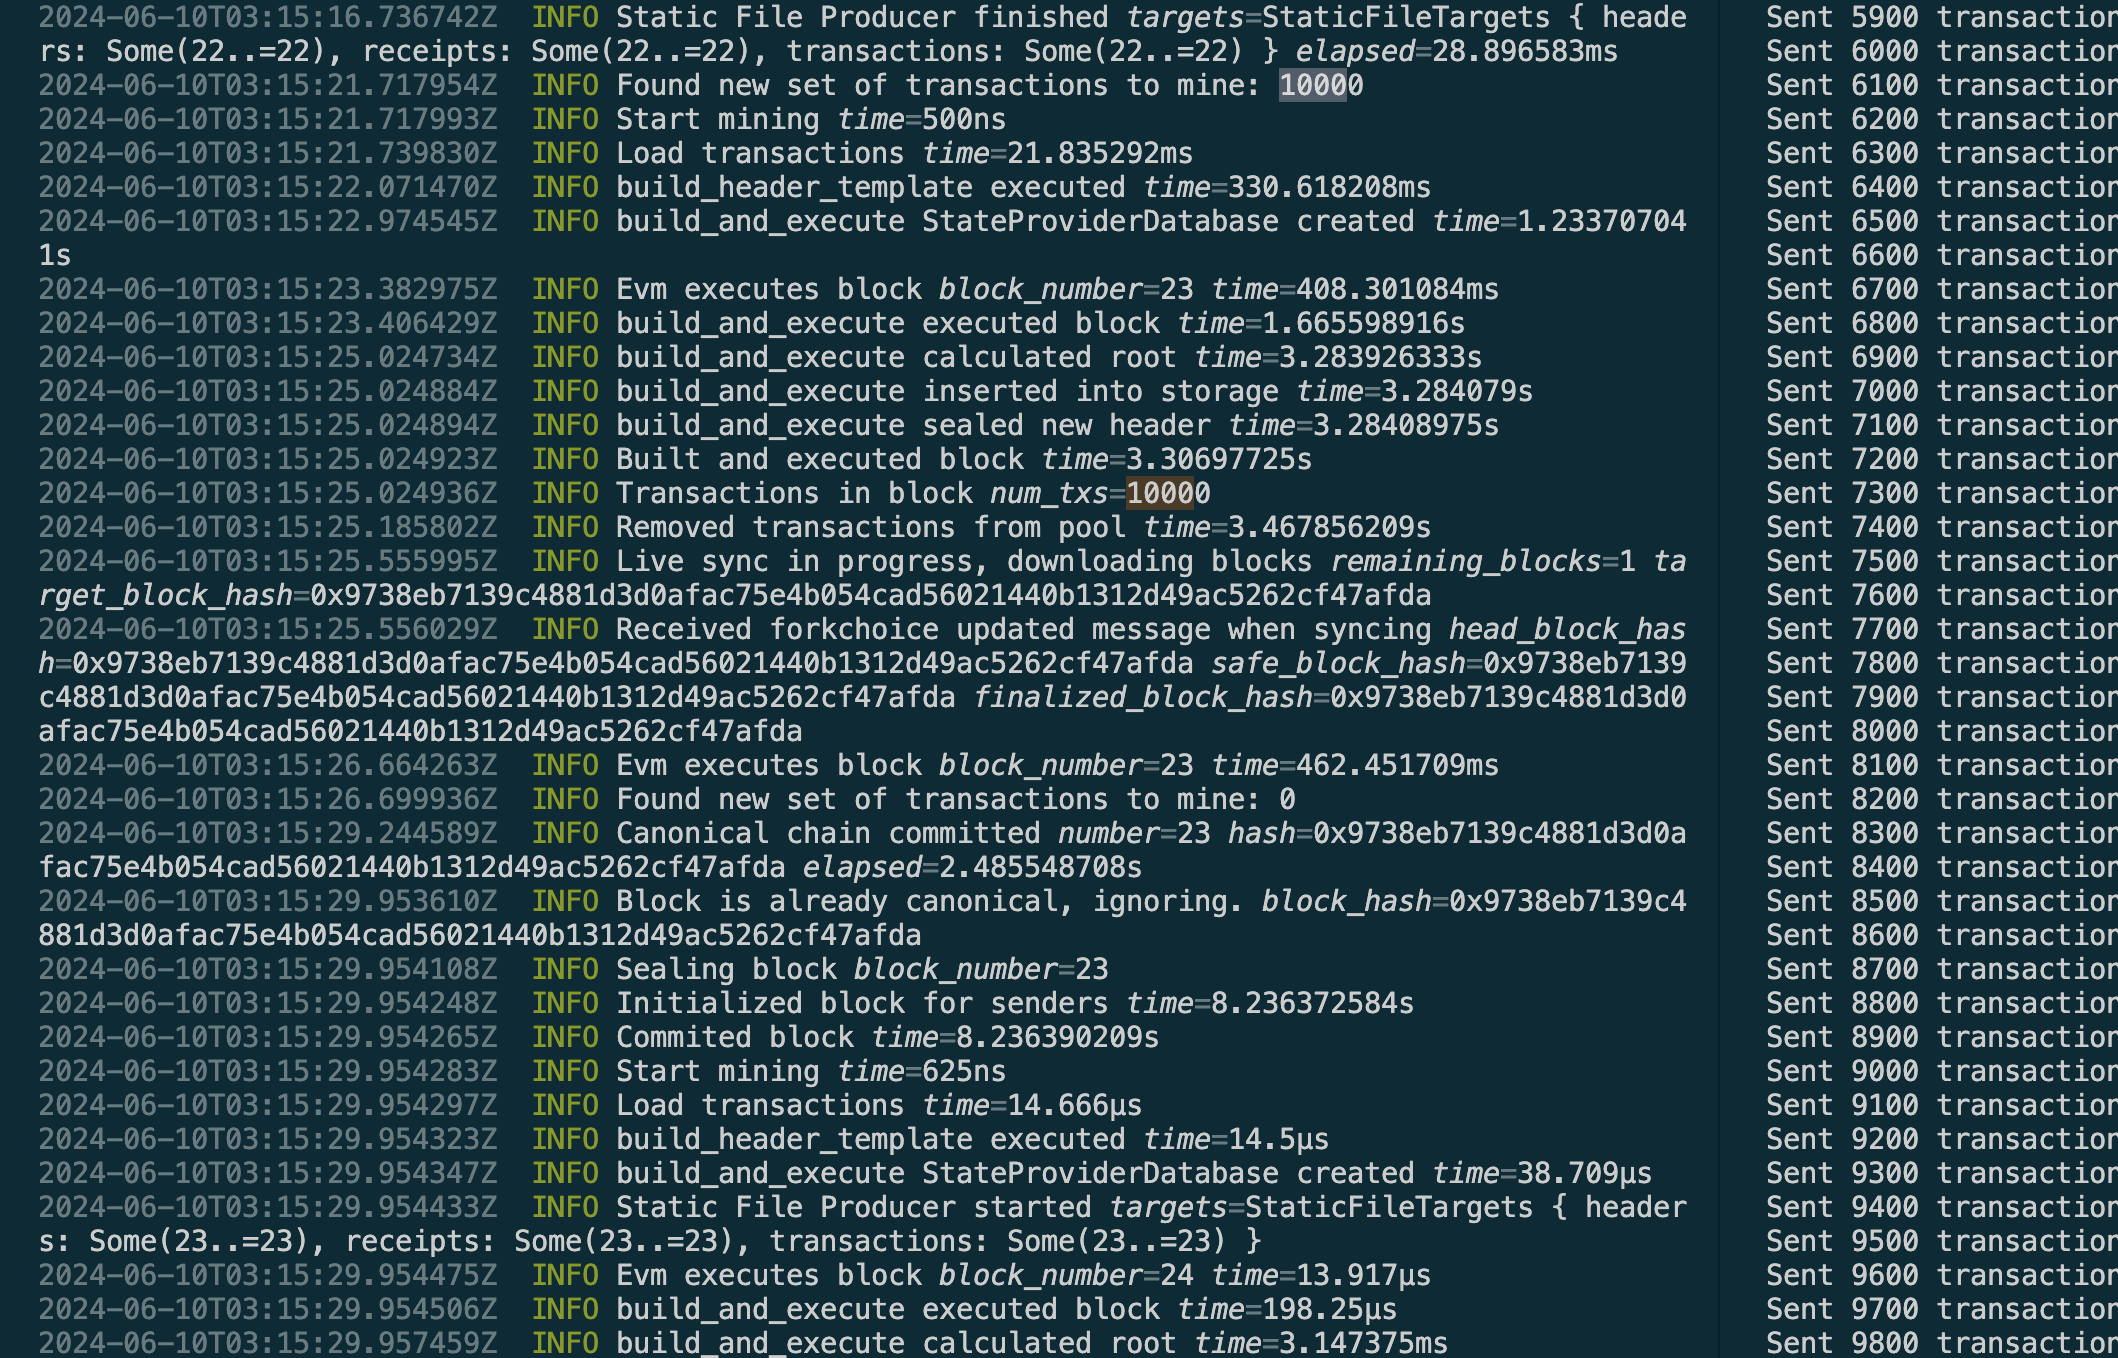 2024-06-10T03:15:16.736742Z  INFO Static File Producer finished targets=StaticFileTargets { heade
rs: Some(22..=22), receipts: Some(22..=22), transactions: Some(22..=22) } elapsed=28.896583ms
2024-06-10T03:15:21.717954Z  INFO Found new set of transactions to mine: 10000
2024-06-10T03:15:21.717993Z  INFO Start mining time=500ns
2024-06-10T03:15:21.739830Z  INFO Load transactions time=21.835292ms
2024-06-10T03:15:22.071470Z  INFO build_header_template executed time=330.618208ms
2024-06-10T03:15:22.974545Z  INFO build_and_execute StateProviderDatabase created time=1.23370704
1s
2024-06-10T03:15:23.382975Z  INFO Evm executes block block_number=23 time=408.301084ms
2024-06-10T03:15:23.406429Z  INFO build_and_execute executed block time=1.665598916s
2024-06-10T03:15:25.024734Z  INFO build_and_execute calculated root time=3.283926333s
2024-06-10T03:15:25.024884Z  INFO build_and_execute inserted into storage time=3.284079s
2024-06-10T03:15:25.024894Z  INFO build_and_execute sealed new header time=3.28408975s
2024-06-10T03:15:25.024923Z  INFO Built and executed block time=3.30697725s
2024-06-10T03:15:25.024936Z  INFO Transactions in block num_txs=10000
2024-06-10T03:15:25.185802Z  INFO Removed transactions from pool time=3.467856209s
2024-06-10T03:15:25.555995Z  INFO Live sync in progress, downloading blocks remaining_blocks=1 ta
rget_block_hash=0x9738eb7139c4881d3d0afac75e4b054cad56021440b1312d49ac5262cf47afda
2024-06-10T03:15:25.556029Z  INFO Received forkchoice updated message when syncing head_block_has
h=0x9738eb7139c4881d3d0afac75e4b054cad56021440b1312d49ac5262cf47afda safe_block_hash=0x9738eb7139
c4881d3d0afac75e4b054cad56021440b1312d49ac5262cf47afda finalized_block_hash=0x9738eb7139c4881d3d0
afac75e4b054cad56021440b1312d49ac5262cf47afda
2024-06-10T03:15:26.664263Z  INFO Evm executes block block_number=23 time=462.451709ms
2024-06-10T03:15:26.699936Z  INFO Found new set of transactions to mine: 0
2024-06-10T03:15:29.244589Z  INFO Canonical chain committed number=23 hash=0x9738eb7139c4881d3d0a
fac75e4b054cad56021440b1312d49ac5262cf47afda elapsed=2.485548708s
2024-06-10T03:15:29.953610Z  INFO Block is already canonical, ignoring. block_hash=0x9738eb7139c4
881d3d0afac75e4b054cad56021440b1312d49ac5262cf47afda
2024-06-10T03:15:29.954108Z  INFO Sealing block block_number=23
2024-06-10T03:15:29.954248Z  INFO Initialized block for senders time=8.236372584s
2024-06-10T03:15:29.954265Z  INFO Commited block time=8.236390209s
2024-06-10T03:15:29.954283Z  INFO Start mining time=625ns
2024-06-10T03:15:29.954297Z  INFO Load transactions time=14.666µs
2024-06-10T03:15:29.954323Z  INFO build_header_template executed time=14.5µs
2024-06-10T03:15:29.954347Z  INFO build_and_execute StateProviderDatabase created time=38.709µs
2024-06-10T03:15:29.954433Z  INFO Static File Producer started targets=StaticFileTargets { header
s: Some(23..=23), receipts: Some(23..=23), transactions: Some(23..=23) }
2024-06-10T03:15:29.954475Z  INFO Evm executes block block_number=24 time=13.917µs
2024-06-10T03:15:29.954506Z  INFO build_and_execute executed block time=198.25µs
2024-06-10T03:15:29.957459Z  INFO build_and_execute calculated root time=3.147375ms
Sent 5900 transaction
Sent 6000 transaction
Sent 6100 transaction
Sent 6200 transaction
Sent 6300 transaction
Sent 6400 transaction
Sent 6500 transaction
Sent 6600 transaction
Sent 6700 transaction
Sent 6800 transaction
Sent 6900 transaction
Sent 7000 transaction
Sent 7100 transaction
Sent 7200 transaction
Sent 7300 transaction
Sent 7400 transaction
Sent 7500 transaction
Sent 7600 transaction
Sent 7700 transaction
Sent 7800 transaction
Sent 7900 transaction
Sent 8000 transaction
Sent 8100 transaction
Sent 8200 transaction
Sent 8300 transaction
Sent 8400 transaction
Sent 8500 transaction
Sent 8600 transaction
Sent 8700 transaction
Sent 8800 transaction
Sent 8900 transaction
Sent 9000 transaction
Sent 9100 transaction
Sent 9200 transaction
Sent 9300 transaction
Sent 9400 transaction
Sent 9500 transaction
Sent 9600 transaction
Sent 9700 transaction
Sent 9800 transaction